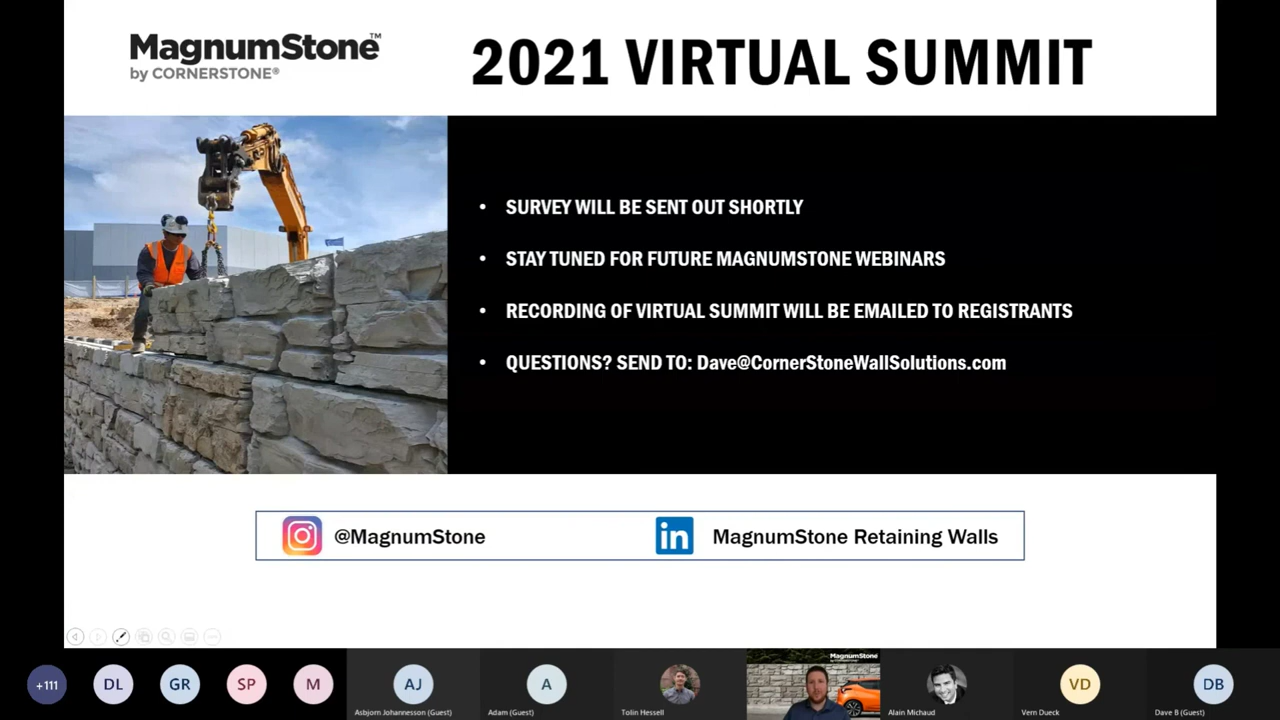 MagnumStone™
by CORNERSTONE®
2021 VIRTUAL SUMMIT
• SURVEY WILL BE SENT OUT SHORTLY
• STAY TUNED FOR FUTURE MAGNUMSTONE WEBINARS
• RECORDING OF VIRTUAL SUMMIT WILL BE EMAILED TO REGISTRANTS
• QUESTIONS? SEND TO: Dave@CornerStoneWallSolutions.com
@MagnumStone
in MagnumStone Retaining Walls
+111
DL
GR
SP
M
AJ
Asbjorn Johannesson (Guest)
A
Adam (Guest)
Tolin Hessell
MagnumStone
Alain Michaud
VD
Vern Dueck
DB
Dave B (Guest)